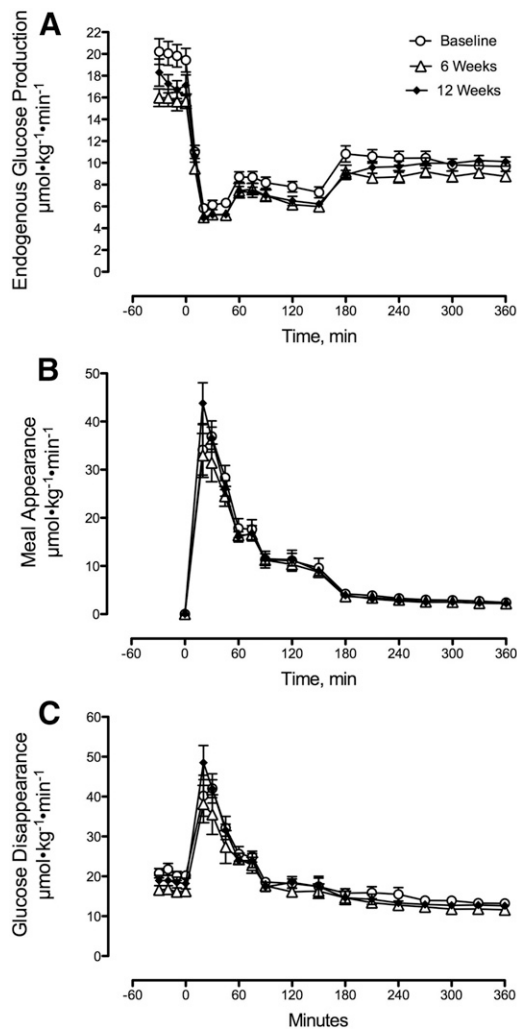 A
Endogenous Glucose Production
µmol•kg-1•min-1
22
20
18
16
14
12
10
8
6
4
2
0
Baseline
6 Weeks
12 Weeks
-60 0 60 120 180 240 300 360
Time, min
B
Meal Appearance
µmol•kg-1•min-1
50
40
30
20
10
0
-60 0 60 120 180 240 300 360
Time, min
C
Glucose Disappearance
µmol•kg-1•min-1
60
50
40
30
20
10
0
-60 0 60 120 180 240 300 360
Minutes